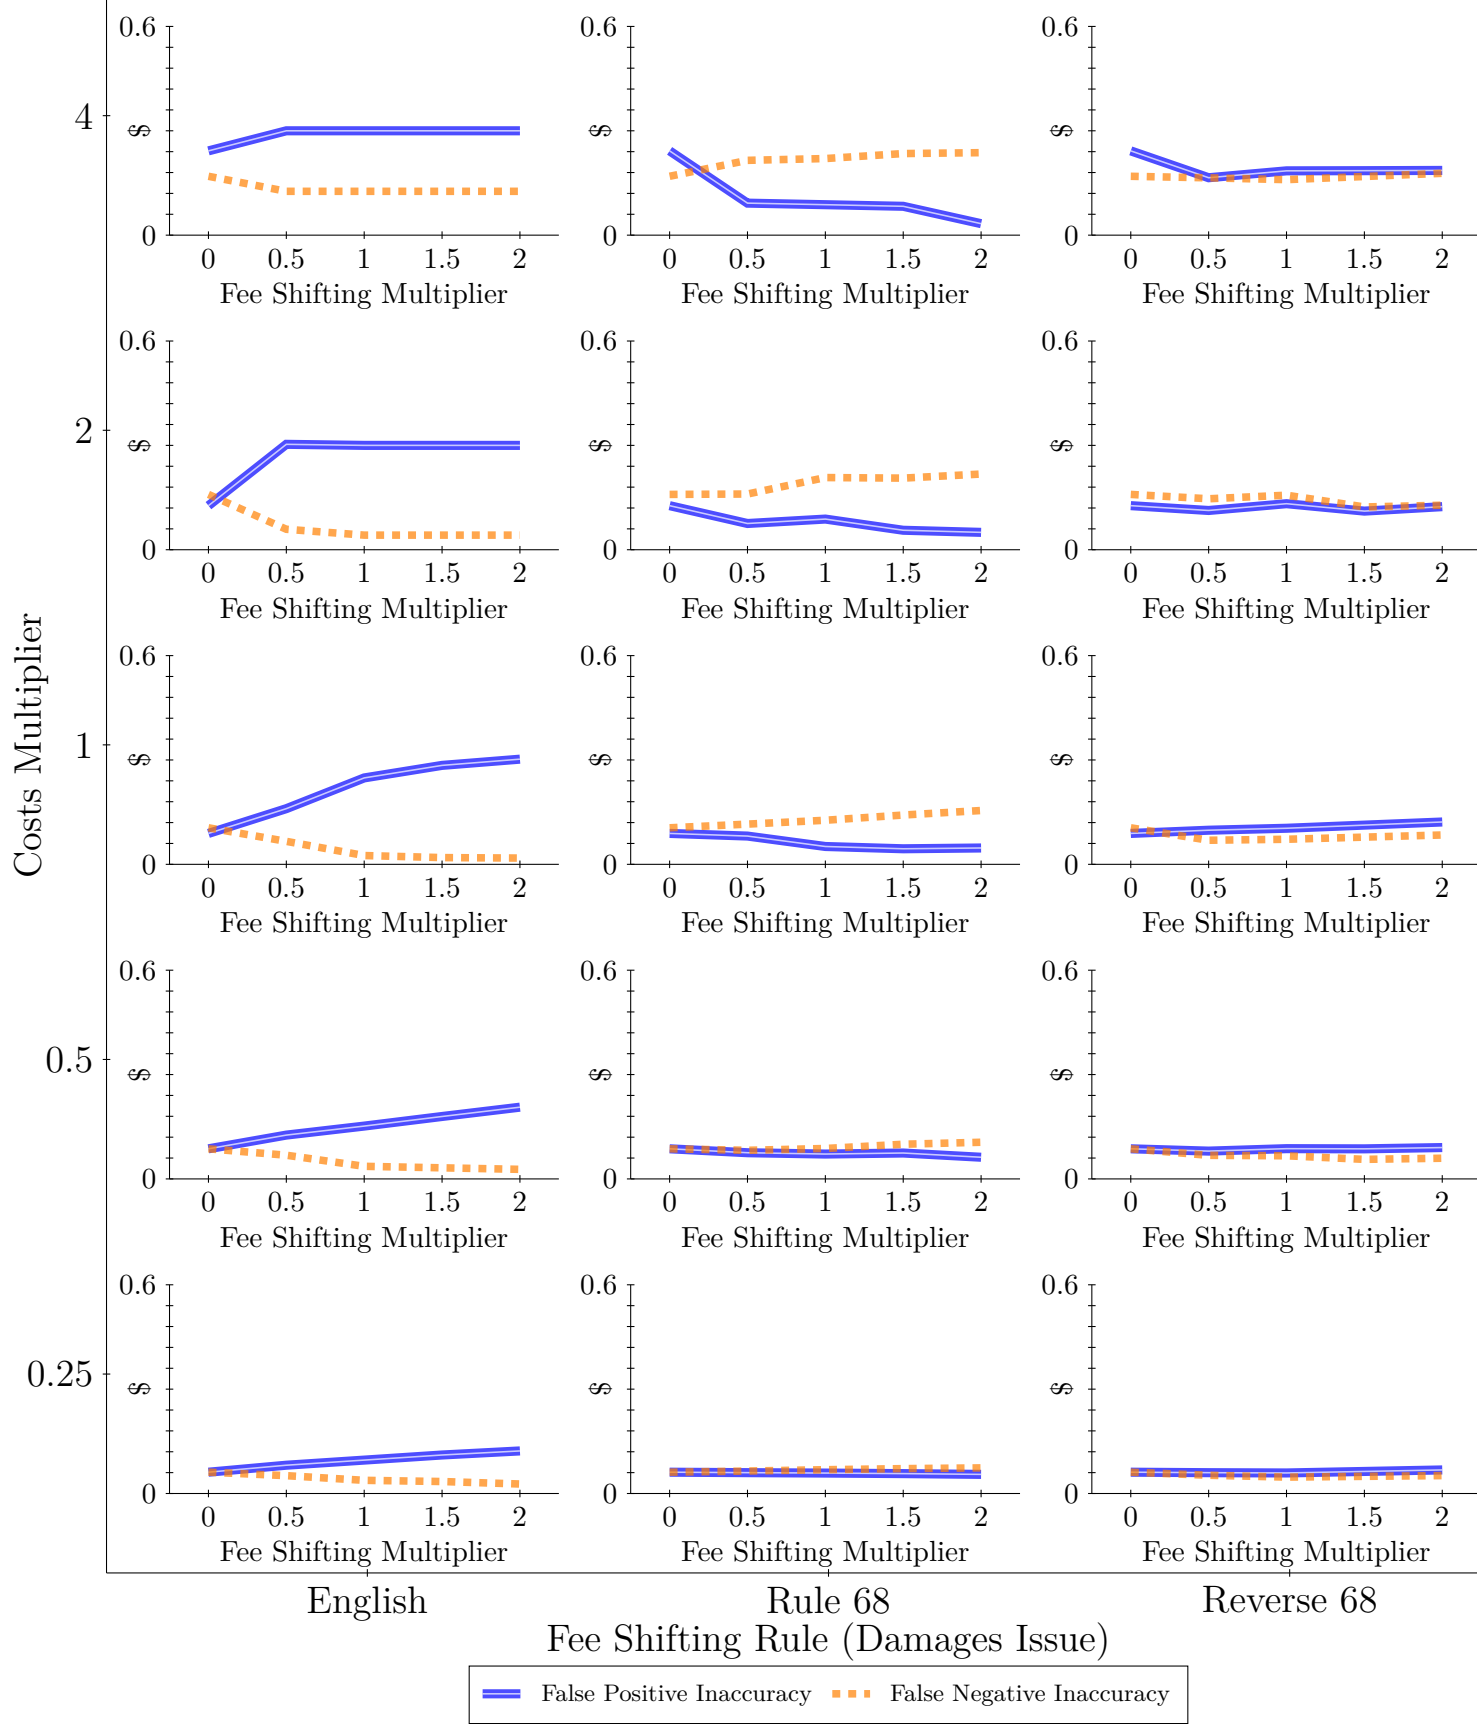 Costs Multiplier
4
0.6
$
0
0 0.5 1 1.5 2
Fee Shifting Multiplier
0.6
$
0
0 0.5 1 1.5 2
Fee Shifting Multiplier
0.6
$
0
0 0.5 1 1.5 2
Fee Shifting Multiplier
2
0.6
$
0
0 0.5 1 1.5 2
Fee Shifting Multiplier
0.6
$
0
0 0.5 1 1.5 2
Fee Shifting Multiplier
0.6
$
0
0 0.5 1 1.5 2
Fee Shifting Multiplier
1
0.6
$
0
0 0.5 1 1.5 2
Fee Shifting Multiplier
0.6
$
0
0 0.5 1 1.5 2
Fee Shifting Multiplier
0.6
$
0
0 0.5 1 1.5 2
Fee Shifting Multiplier
0.5
0.6
$
0
0 0.5 1 1.5 2
Fee Shifting Multiplier
0.6
$
0
0 0.5 1 1.5 2
Fee Shifting Multiplier
0.6
$
0
0 0.5 1 1.5 2
Fee Shifting Multiplier
0.25
0.6
$
0
0 0.5 1 1.5 2
Fee Shifting Multiplier
0.6
$
0
0 0.5 1 1.5 2
Fee Shifting Multiplier
0.6
$
0
0 0.5 1 1.5 2
Fee Shifting Multiplier
English Rule 68 Reverse 68
Fee Shifting Rule (Damages Issue)
False Positive Inaccuracy False Negative Inaccuracy